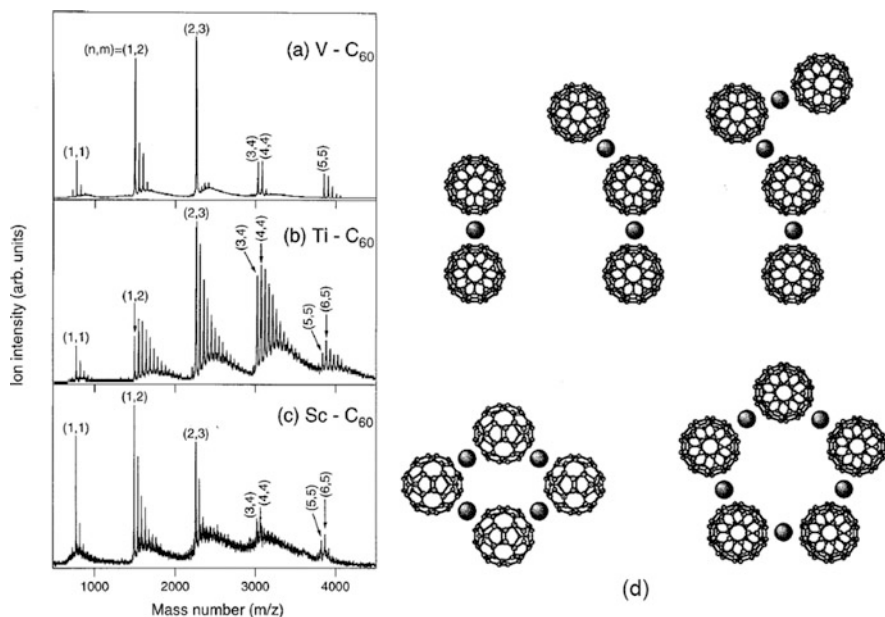 (n,m)=(1,2)
(2,3)
(a) V - C60
(1,1)
(3,4)
(4,4)
(5,5)
(2,3)
(b) Ti - C60
(3,4)
(4,4)
(1,2)
(1,1)
(5,5)
(6,5)
(1,2)
(c) Sc - C60
(1,1)
(2,3)
(3,4)
(4,4)
(5,5)
(6,5)
Ion intensity (arb. units)
1000 2000 3000 4000
Mass number (m/z)
(d)